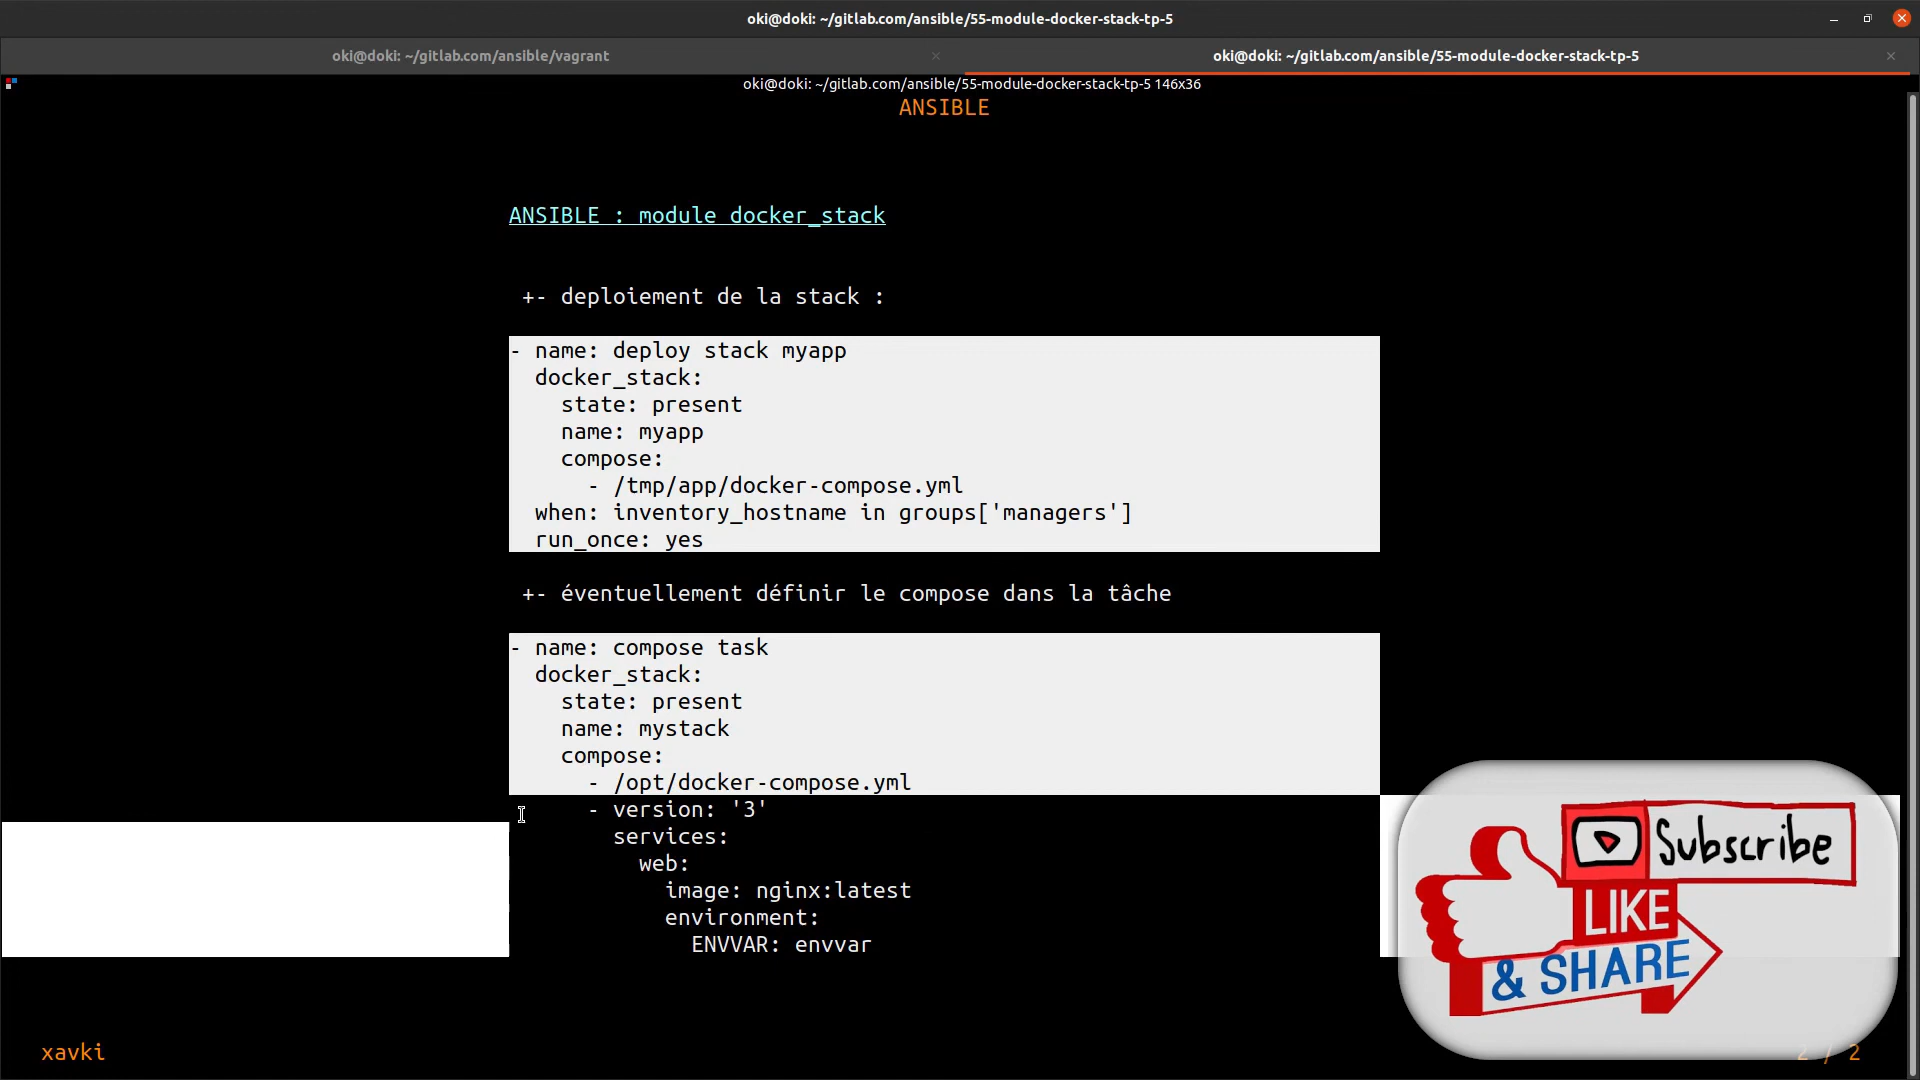 oki@doki: ~/gitlab.com/ansible/55-module-docker-stack-tp-5
oki@doki: ~/gitlab.com/ansible/vagrant
oki@doki: ~/gitlab.com/ansible/55-module-docker-stack-tp-5
oki@doki: ~/gitlab.com/ansible/55-module-docker-stack-tp-5 146x36
ANSIBLE
ANSIBLE : module docker_stack
+- deploiement de la stack :
- name: deploy stack myapp
  docker_stack:
    state: present
    name: myapp
    compose:
      - /tmp/app/docker-compose.yml
  when: inventory_hostname in groups['managers']
  run_once: yes
+- éventuellement définir le compose dans la tâche
- name: compose task
  docker_stack:
    state: present
    name: mystack
    compose:
      - /opt/docker-compose.yml
      - version: '3'
        services:
          web:
            image: nginx:latest
            environment:
              ENVVAR: envvar
Subscribe
LIKE
& SHARE
xavki
2 / 2